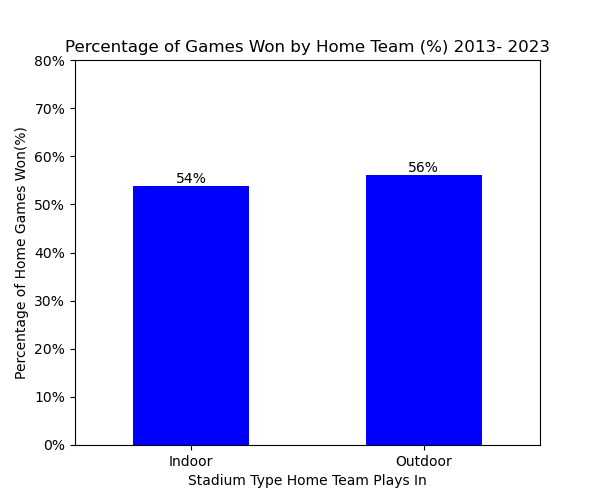 Percentage of Games Won by Home Team (%) 2013- 2023
80%
70%
60%
50%
40%
30%
20%
10%
0%
Percentage of Home Games Won(%)
54%
56%
Indoor
Outdoor
Stadium Type Home Team Plays In